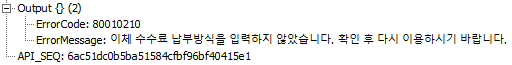 Output {} (2)
ErrorCode: 80010210
ErrorMessage: 이체 수수료 납부방식을 입력하지 않았습니다. 확인 후 다시 이용하시기 바랍니다.
API_SEQ: 6ac51dc0b5ba51584cfbf96bf40415e1